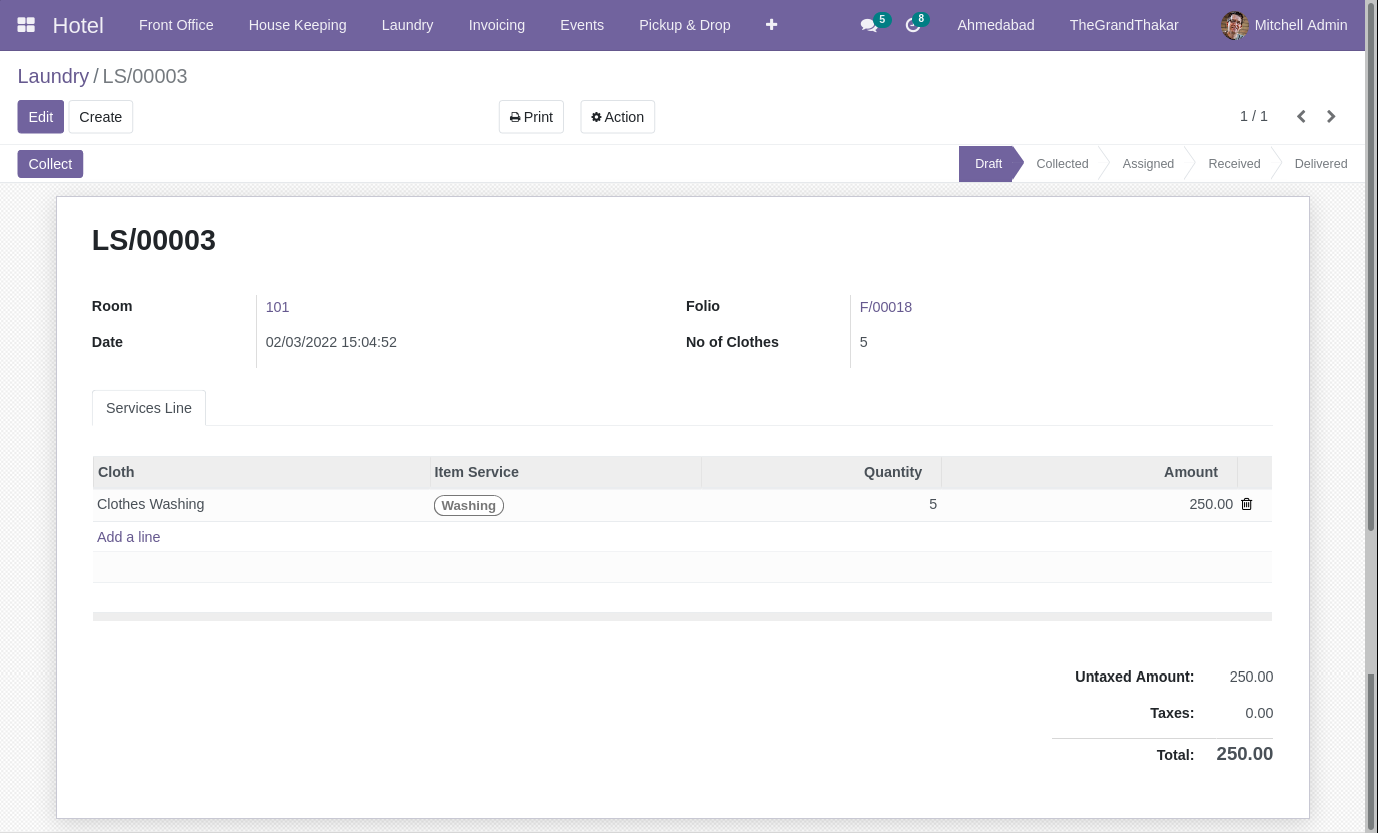 Hotel Front Office House Keeping Laundry Invoicing Events Pickup & Drop 5 8 Ahmedabad TheGrandThakar Mitchell Admin
Laundry / LS/00003
Edit Create Print Action 1 / 1
Collect Draft Collected Assigned Received Delivered
LS/00003
Room 101 Folio F/00018
Date 02/03/2022 15:04:52 No of Clothes 5
Services Line
Cloth Item Service Quantity Amount
Clothes Washing Washing 5 250.00
Add a line
Untaxed Amount: 250.00
Taxes: 0.00
Total: 250.00